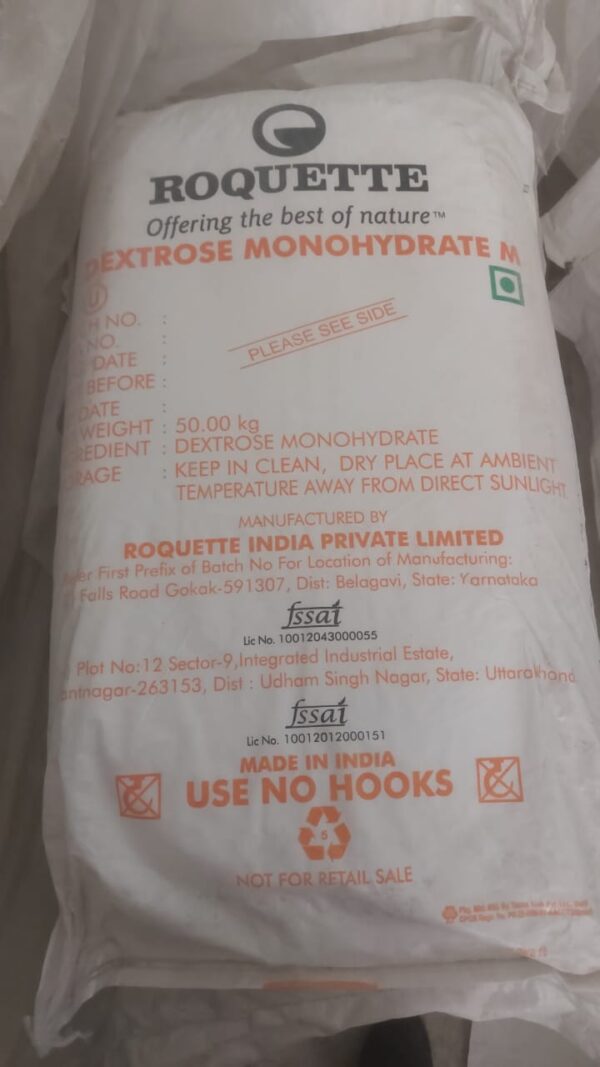 ROQUETTE
Offering the best of nature™
DEXTROSE MONOHYDRATE M
U
H NO. :
NO. :
DATE :
BEFORE :
DATE :
WEIGHT : 50.00 kg
REDIENT : DEXTROSE MONOHYDRATE
RAGE : KEEP IN CLEAN, DRY PLACE AT AMBIENT
TEMPERATURE AWAY FROM DIRECT SUNLIGHT
PLEASE SEE SIDE
MANUFACTURED BY
ROQUETTE INDIA PRIVATE LIMITED
First Prefix of Batch No For Location of Manufacturing:
Falls Road Gokak-591307, Dist: Belagavi, State: Karnataka
fssai
Lic No. 10012043000055
Plot No:12 Sector-9,Integrated Industrial Estate,
antnagar-263153, Dist : Udham Singh Nagar, State: Uttarakhand
fssai
Lic No. 10012012000151
MADE IN INDIA
USE NO HOOKS
5
NOT FOR RETAIL SALE